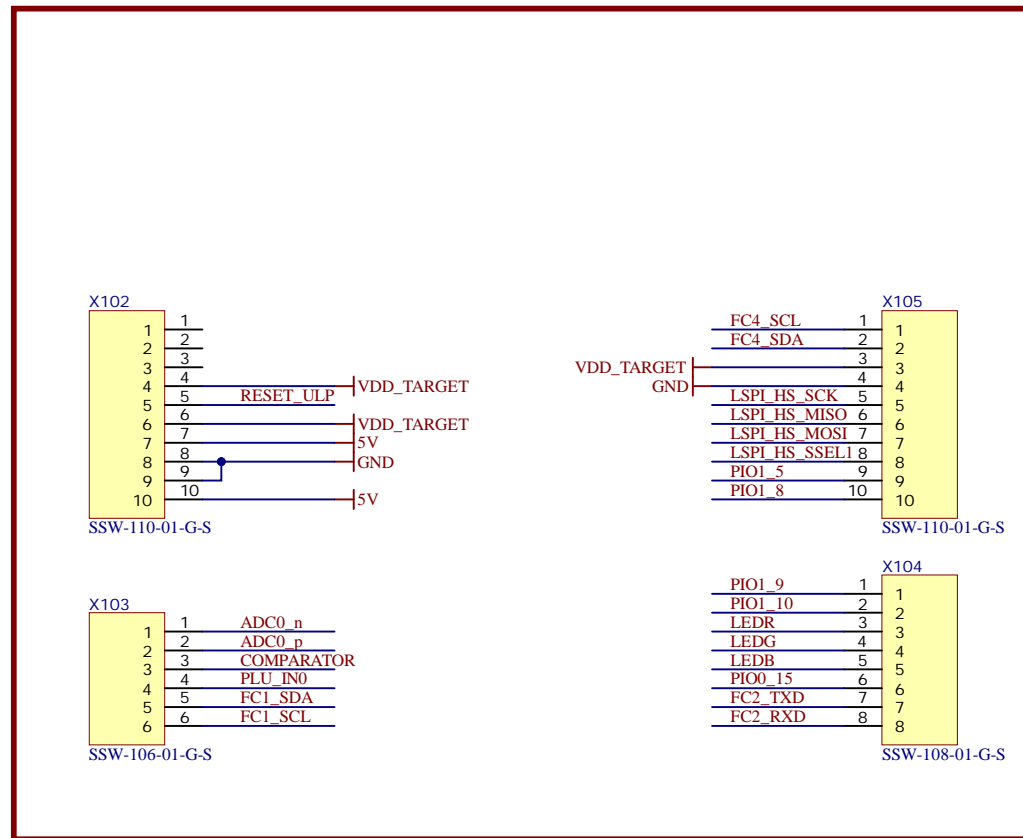 X102
1 1
2 2
3 3
4 4 VDD_TARGET
5 5 RESET_ULP
6 6 VDD_TARGET
7 7 5V
8 8 GND
9 9
10 10 5V
SSW-110-01-G-S
X103
1 1 ADC0_n
2 2 ADC0_p
3 3 COMPARATOR
4 4 PLU_IN0
5 5 FC1_SDA
6 6 FC1_SCL
SSW-106-01-G-S
X105
FC4_SCL 1 1
FC4_SDA 2 2
VDD_TARGET 3 3
GND 4 4
LSPI_HS_SCK 5 5
LSPI_HS_MISO 6 6
LSPI_HS_MOSI 7 7
LSPI_HS_SSEL1 8 8
PIO1_5 9 9
PIO1_8 10 10
SSW-110-01-G-S
X104
PIO1_9 1 1
PIO1_10 2 2
LEDR 3 3
LEDG 4 4
LEDB 5 5
PIO0_15 6 6
FC2_TXD 7 7
FC2_RXD 8 8
SSW-108-01-G-S